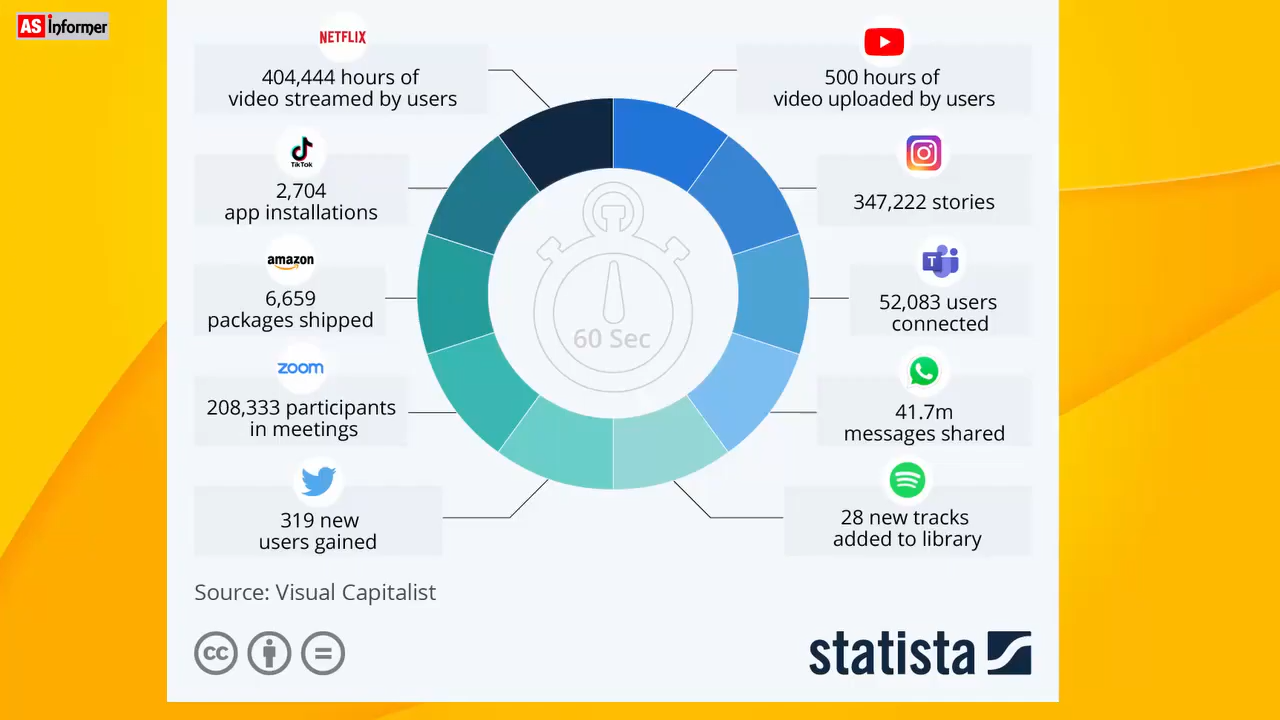 AS informer
NETFLIX
404,444 hours of
video streamed by users
500 hours of
video uploaded by users
TikTok
2,704
app installations
347,222 stories
amazon
6,659
packages shipped
T
52,083 users
connected
zoom
208,333 participants
in meetings
41.7m
messages shared
319 new
users gained
28 new tracks
added to library
60 Sec
Source: Visual Capitalist
cc
statista